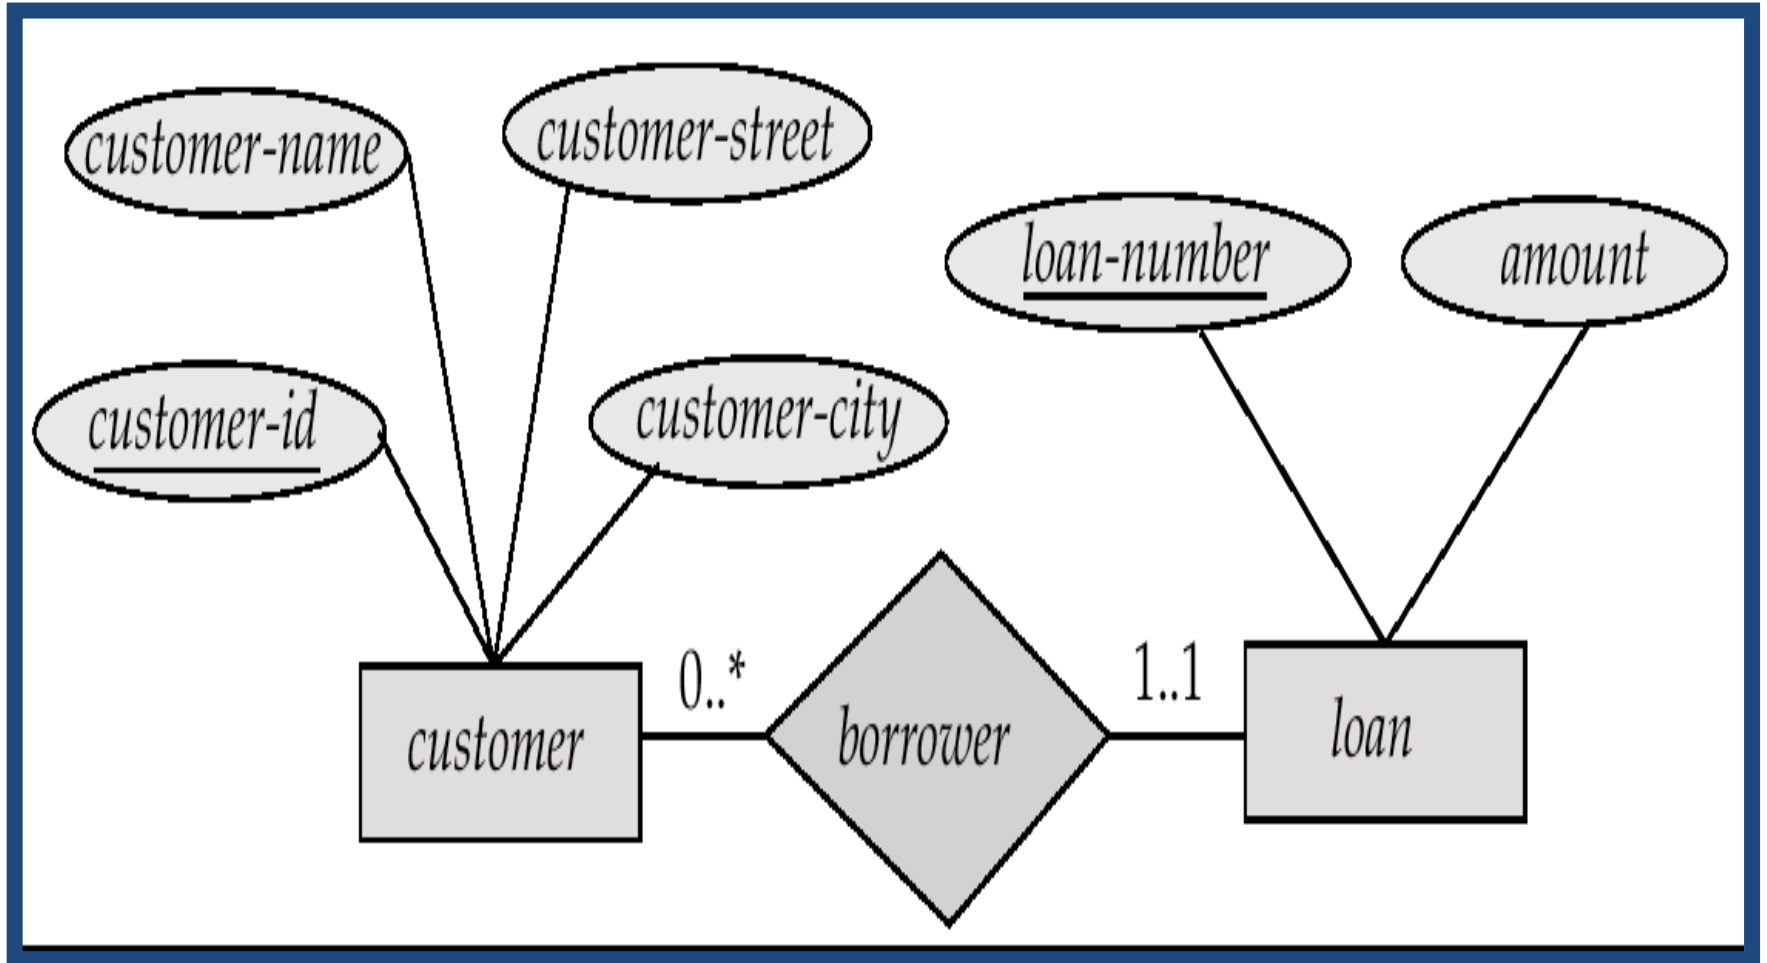 customer-name
customer-street
loan-number
amount
customer-id
customer-city
0..*
1..1
customer
borrower
loan